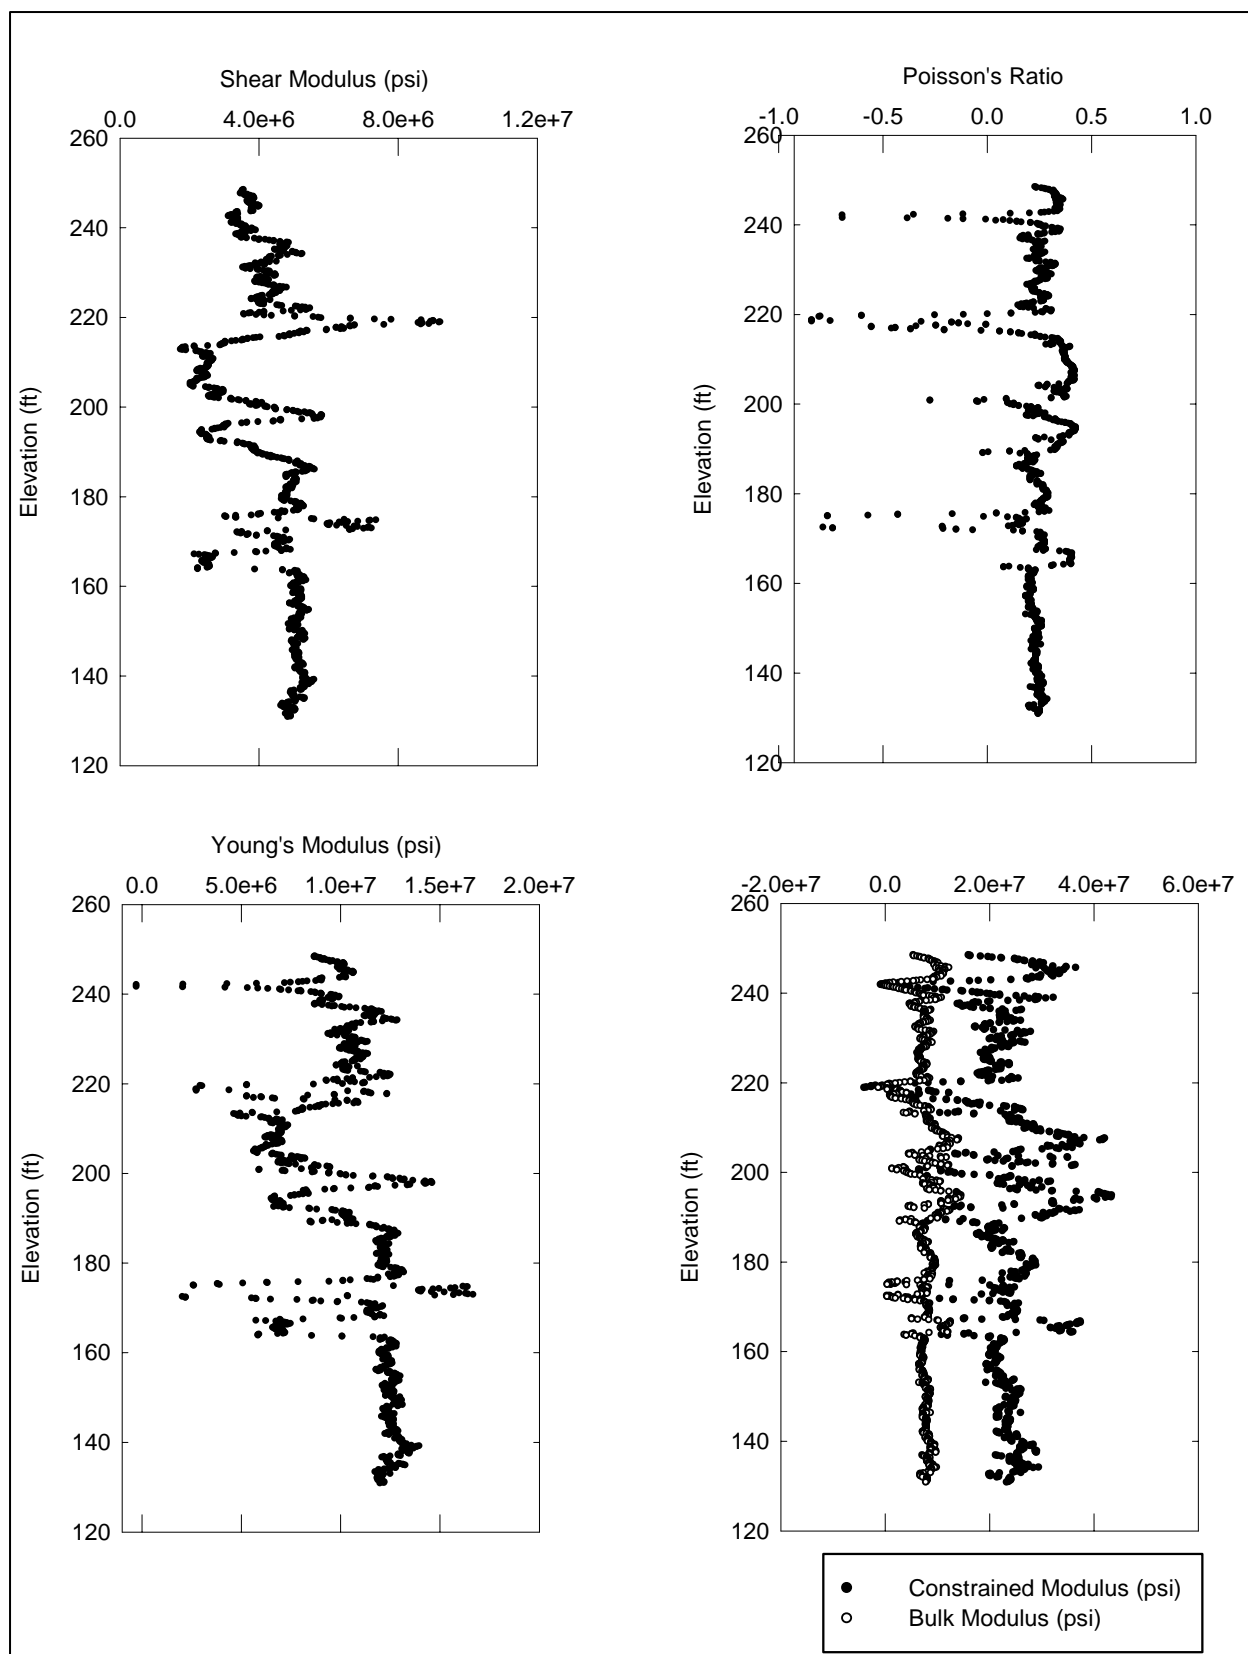 Shear Modulus (psi)
0.0 4.0e+6 8.0e+6 1.2e+7
260
240
220
200
180
160
140
120
Elevation (ft)
Poisson's Ratio
-1.0 -0.5 0.0 0.5 1.0
260
240
220
200
180
160
140
120
Elevation (ft)
Young's Modulus (psi)
0.0 5.0e+6 1.0e+7 1.5e+7 2.0e+7
260
240
220
200
180
160
140
120
Elevation (ft)
-2.0e+7 0.0 2.0e+7 4.0e+7 6.0e+7
260
240
220
200
180
160
140
120
Elevation (ft)
Constrained Modulus (psi)
Bulk Modulus (psi)